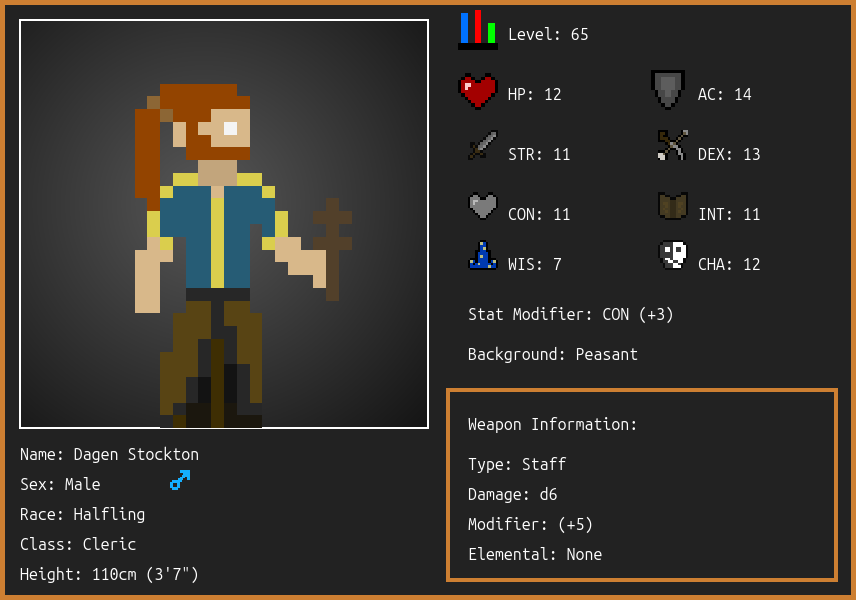 Level: 65
HP: 12
AC: 14
STR: 11
DEX: 13
CON: 11
INT: 11
WIS: 7
CHA: 12
Stat Modifier: CON (+3)
Background: Peasant
Weapon Information:
Type: Staff
Damage: d6
Modifier: (+5)
Elemental: None
Name: Dagen Stockton
Sex: Male
Race: Halfling
Class: Cleric
Height: 110cm (3'7")